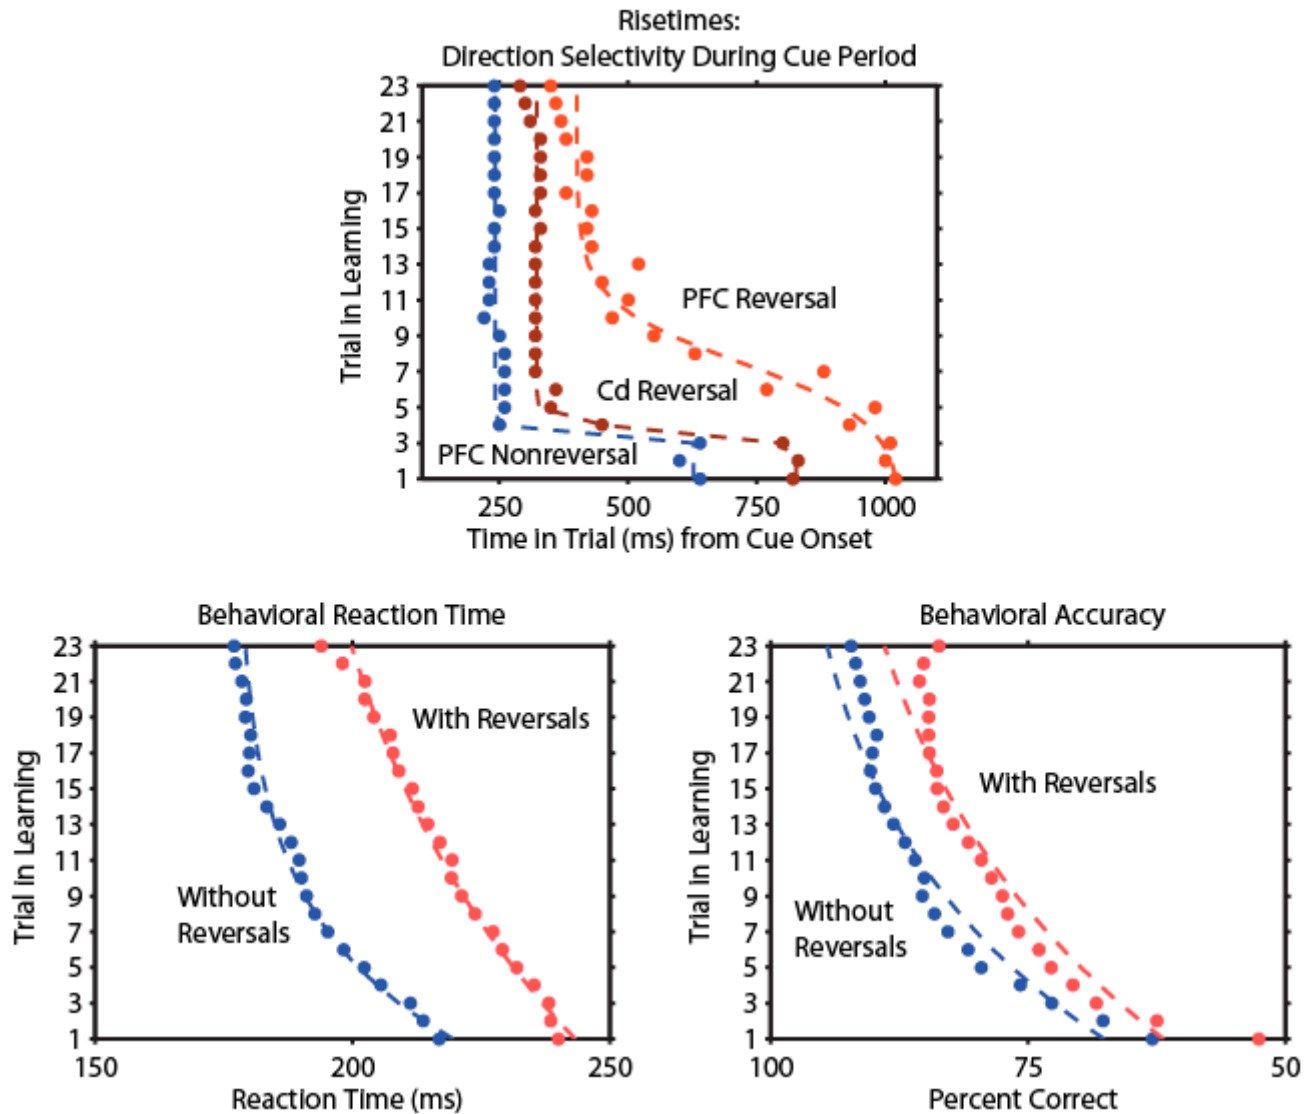 Risetimes:
Direction Selectivity During Cue Period
23
21
19
17
15
13
11
9
7
5
3
1
Trial in Learning
PFC Reversal
Cd Reversal
PFC Nonreversal
250 500 750 1000
Time in Trial (ms) from Cue Onset
Behavioral Reaction Time
23
21
19
17
15
13
11
9
7
5
3
1
Trial in Learning
With Reversals
Without
Reversals
150 200 250
Reaction Time (ms)
Behavioral Accuracy
23
21
19
17
15
13
11
9
7
5
3
1
Trial in Learning
With Reversals
Without
Reversals
100 75 50
Percent Correct